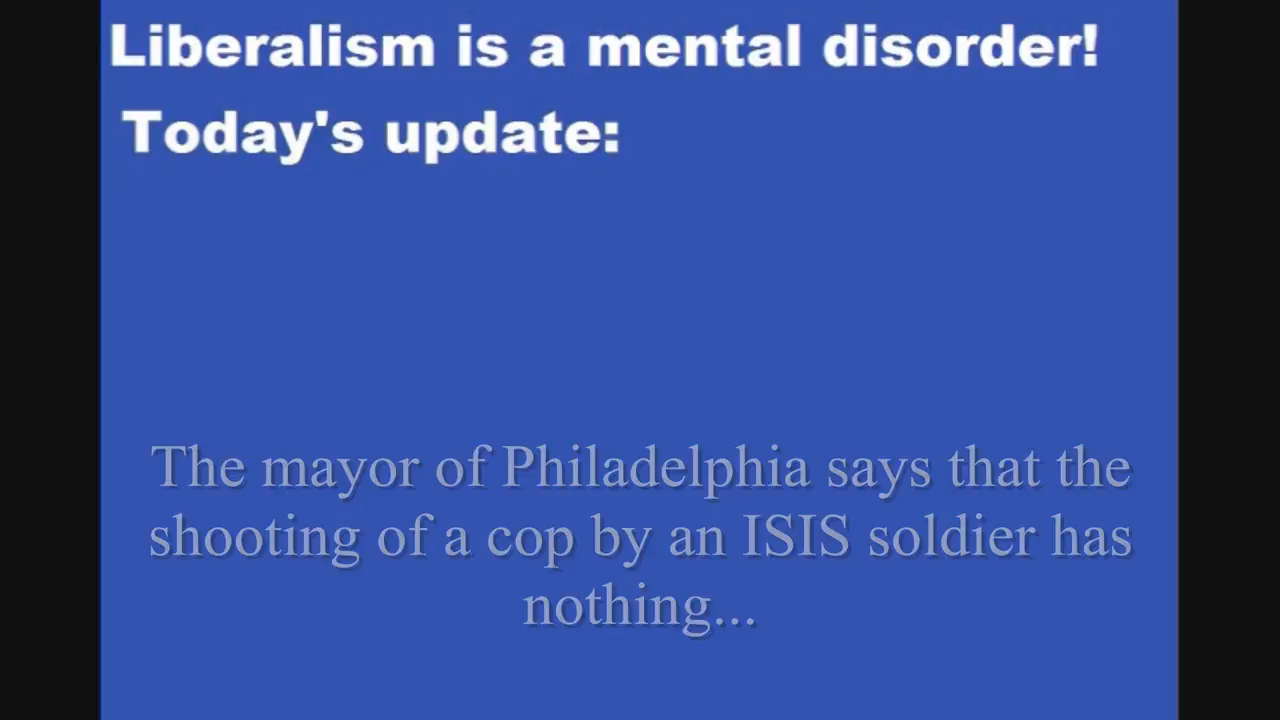 Liberalism is a mental disorder!
Today's update:
The mayor of Philadelphia says that the
shooting of a cop by an ISIS soldier has
nothing...